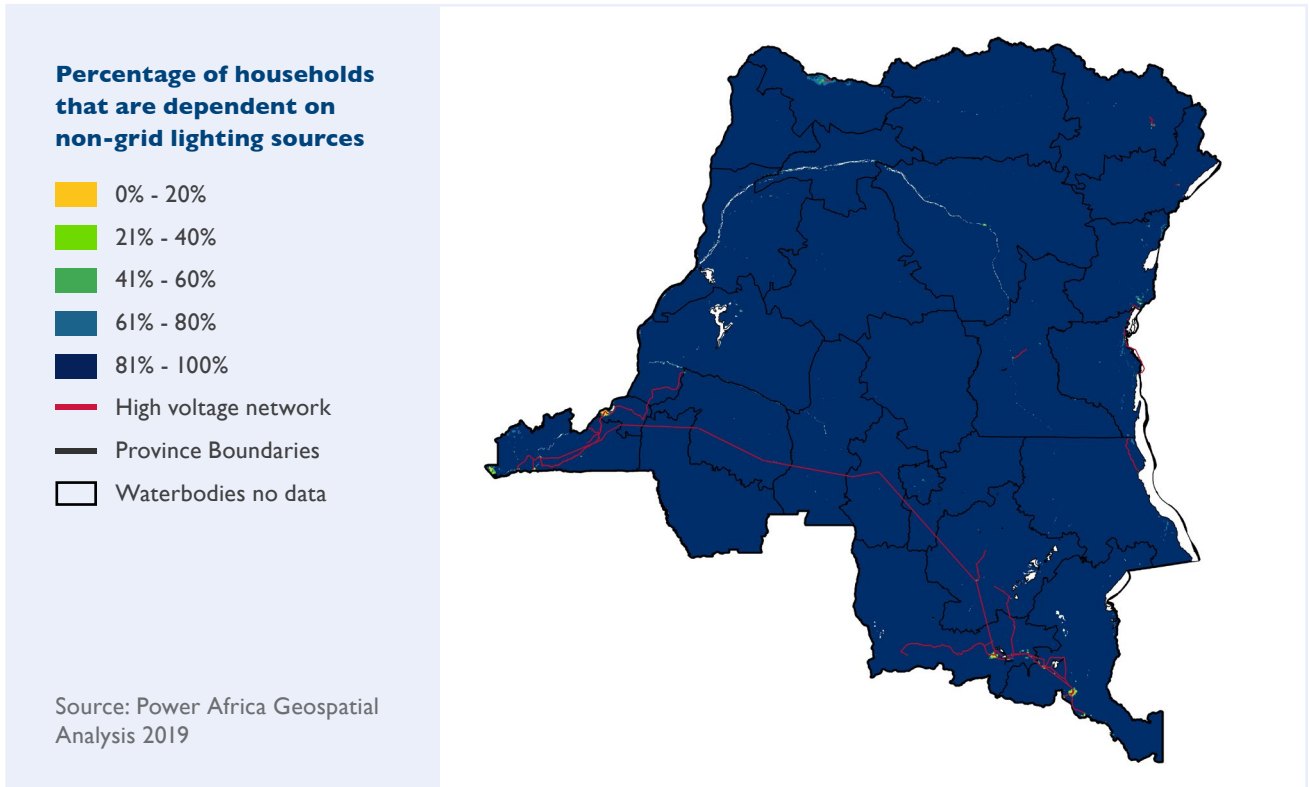 Percentage of households
that are dependent on
non-grid lighting sources
0% - 20%
21% - 40%
41% - 60%
61% - 80%
81% - 100%
High voltage network
Province Boundaries
Waterbodies no data
Source: Power Africa Geospatial
Analysis 2019